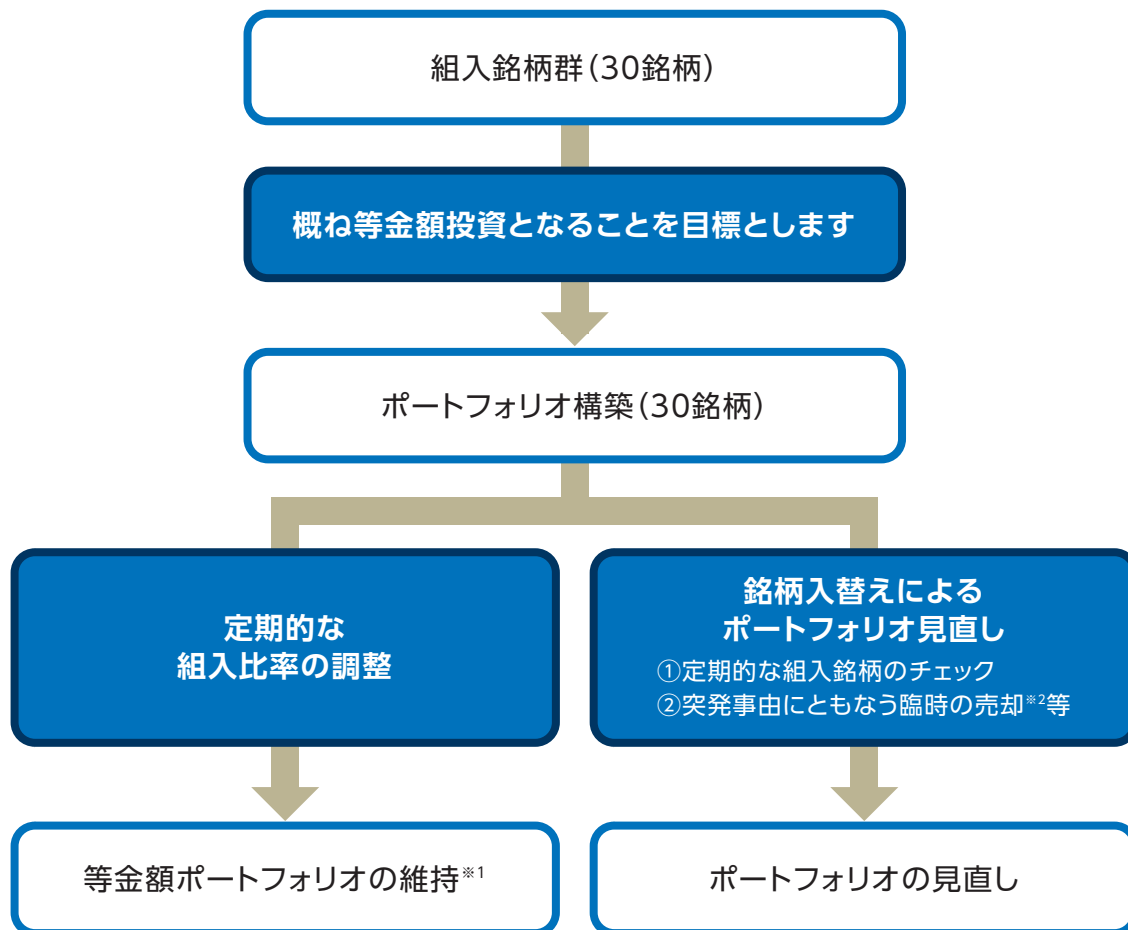 組入銘柄群（30銘柄）
概ね等金額投資となることを目標とします
ポートフォリオ構築（30銘柄）
定期的な
組入比率の調整
銘柄入替えによる
ポートフォリオ見直し
①定期的な組入銘柄のチェック
②突発事由にともなう臨時の売却※2等
等金額ポートフォリオの維持※1
ポートフォリオの見直し